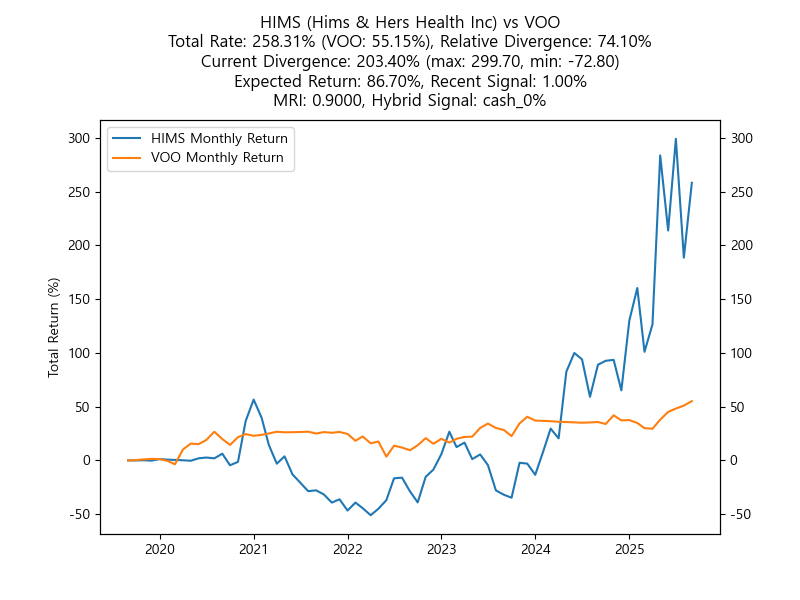 HIMS (Hims & Hers Health Inc) vs VOO
Total Rate: 258.31% (VOO: 55.15%), Relative Divergence: 74.10%
Current Divergence: 203.40% (max: 299.70, min: -72.80)
Expected Return: 86.70%, Recent Signal: 1.00%
MRI: 0.9000, Hybrid Signal: cash_0%
HIMS Monthly Return
VOO Monthly Return
Total Return (%)
300 300
250 250
200 200
150 150
100 100
50 50
0 0
-50 -50
2020 2021 2022 2023 2024 2025